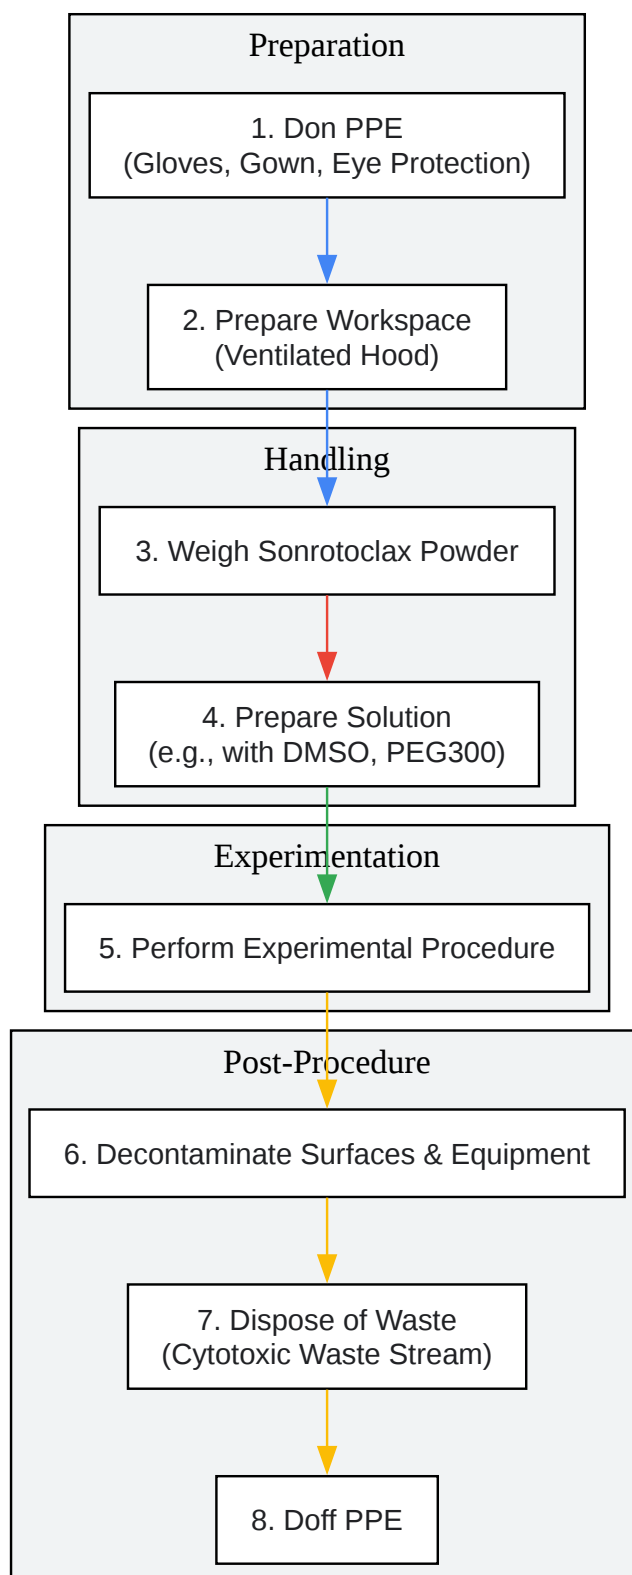 Preparation
1. Don PPE
(Gloves, Gown, Eye Protection)
2. Prepare Workspace
(Ventilated Hood)
Handling
3. Weigh Sonrotoclax Powder
4. Prepare Solution
(e.g., with DMSO, PEG300)
Experimentation
5. Perform Experimental Procedure
Post-Procedure
6. Decontaminate Surfaces & Equipment
7. Dispose of Waste
(Cytotoxic Waste Stream)
8. Doff PPE